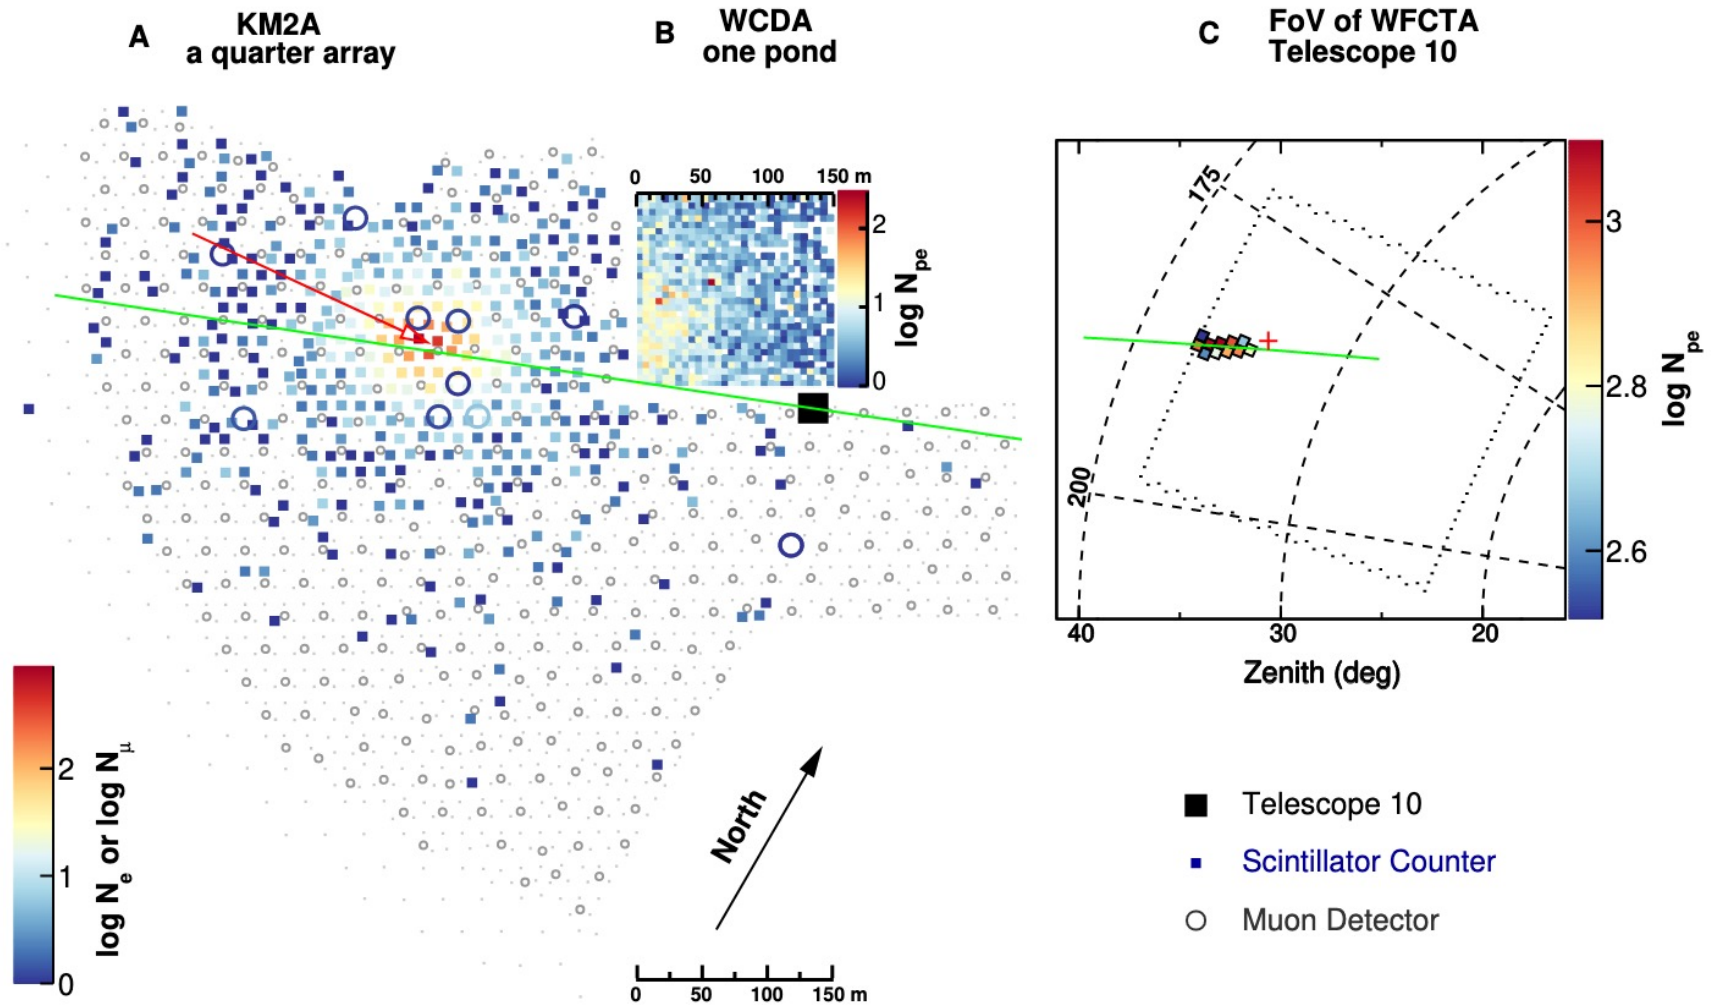 A
KM2A
a quarter array
B
WCDA
one pond
C
FoV of WFCTA
Telescope 10
0 50 100 150 m
2
1
0
log N_pe
175
200
40 30 20
Zenith (deg)
3
2.8
2.6
log N_pe
2
1
0
log N_e or log N_μ
North
0 50 100 150 m
Telescope 10
Scintillator Counter
Muon Detector